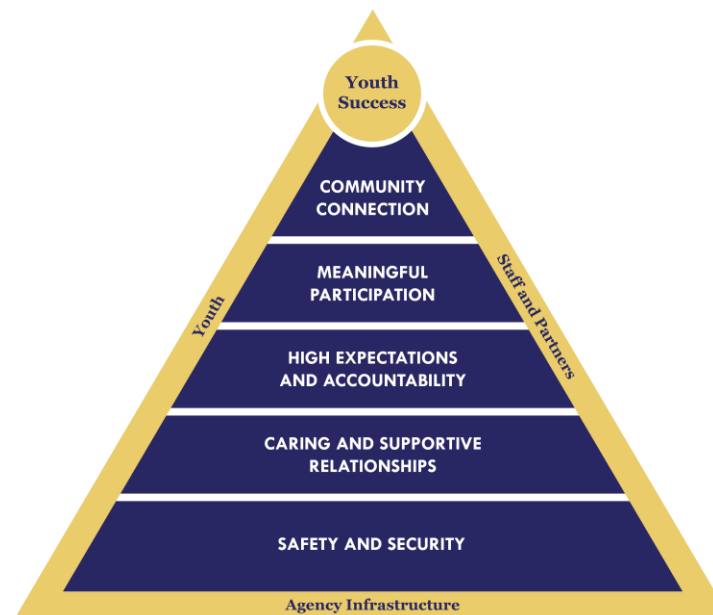 Youth
Success
COMMUNITY
CONNECTION
MEANINGFUL
PARTICIPATION
HIGH EXPECTATIONS
AND ACCOUNTABILITY
CARING AND SUPPORTIVE
RELATIONSHIPS
SAFETY AND SECURITY
Youth
Staff and Partners
Agency Infrastructure